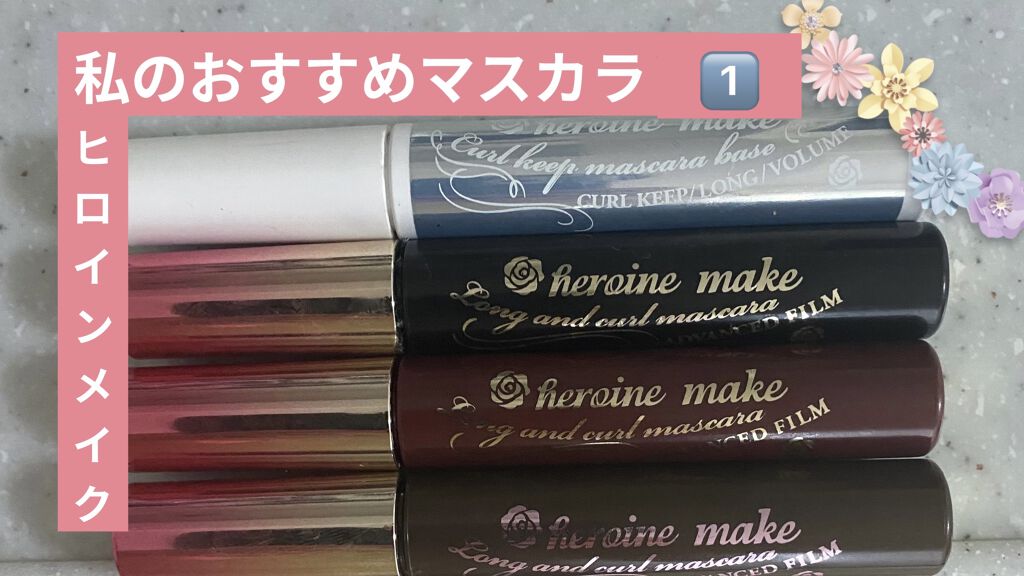 私のおすすめマスカラ 1
ヒロインメイク
heroine make
Curl keep mascara base
CURL KEEP/LONG/VOLUME
heroine make
Long and curl mascara
ADVANCED FILM
heroine make
and curl mascara
FILM
heroine make
Long and curl mascara
ADVANCED FILM